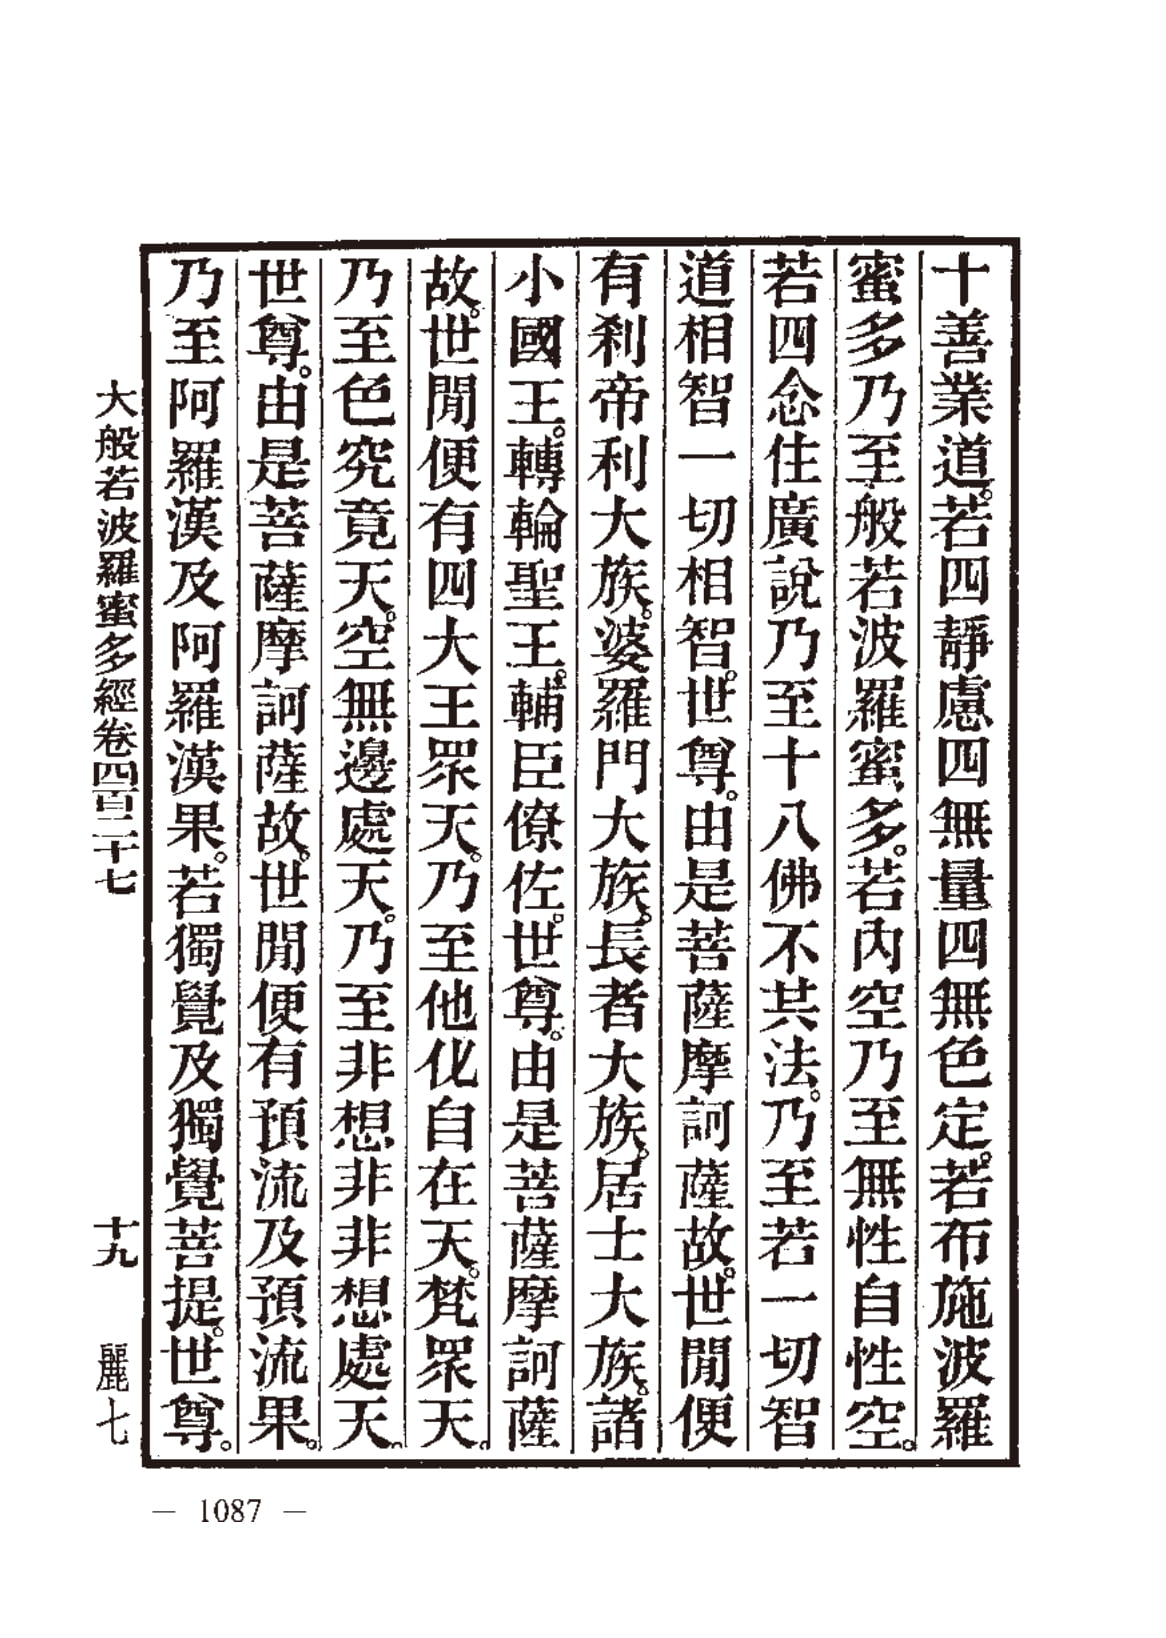 十善業道。若四靜慮四無量四無色定。若布施波羅
蜜多乃至般若波羅蜜多。若內空乃至無性自性空。
若四念住廣說乃至十八佛不共法。乃至若一切智
道相智一切相智。世尊。由是菩薩摩訶薩故。世閒便
有剎帝利大族。婆羅門大族。長者大族。居士大族。諸
小國王。轉輪聖王。輔臣僚佐。世尊。由是菩薩摩訶薩
故。世閒便有四大王眾天。乃至他化自在天。梵眾天。
乃至色究竟天。空無邊處天。乃至非想非非想處天。
世尊。由是菩薩摩訶薩故。世閒便有預流及預流果。
乃至阿羅漢及阿羅漢果。若獨覺及獨覺菩提。世尊。
大般若波羅蜜多經卷四百二十七 十九 麗七
— 1087 —